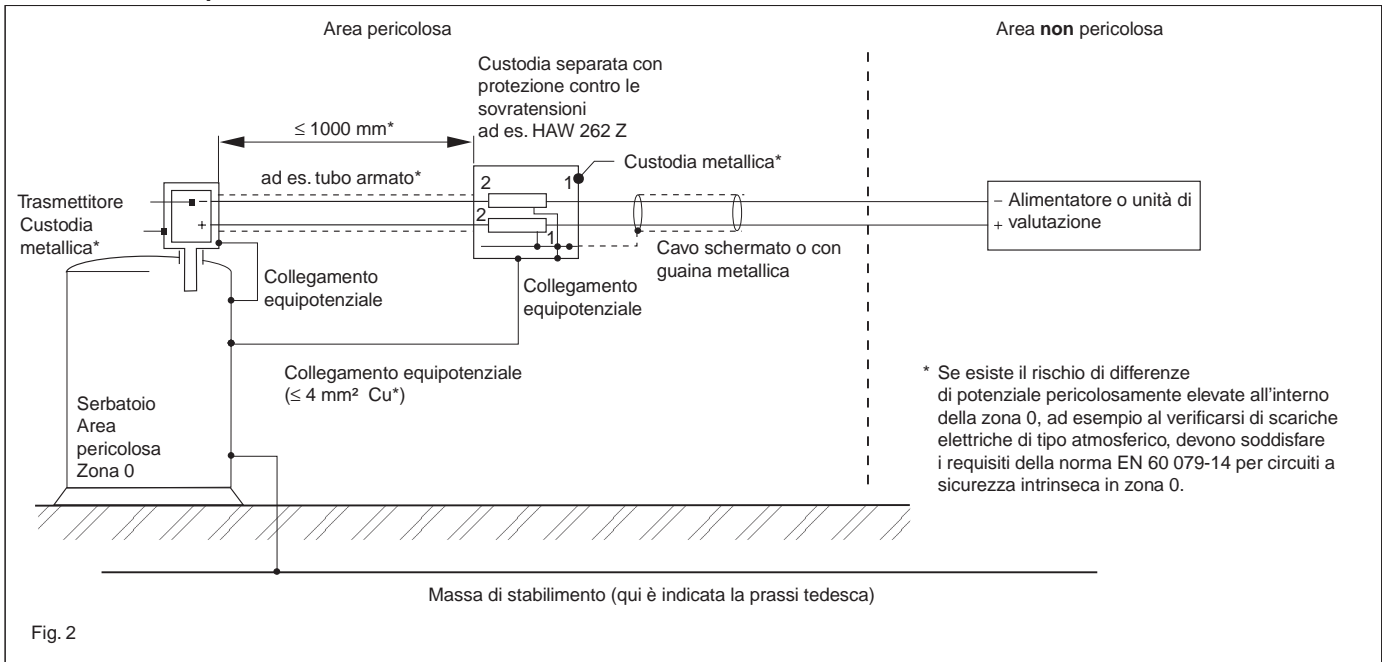 Area pericolosa
Area non pericolosa
Custodia separata con
protezione contro le
sovratensioni
ad es. HAW 262 Z
≤ 1000 mm*
Custodia metallica*
ad es. tubo armato*
2
1
Trasmettitore
Custodia
metallica*
−
+
2
1
− Alimentatore o unità di
+ valutazione
Cavo schermato o con
guaina metallica
Collegamento
equipotenziale
Collegamento
equipotenziale
Collegamento equipotenziale
(≤ 4 mm² Cu*)
Serbatoio
Area
pericolosa
Zona 0
* Se esiste il rischio di differenze
di potenziale pericolosamente elevate all'interno
della zona 0, ad esempio al verificarsi di scariche
elettriche di tipo atmosferico, devono soddisfare
i requisiti della norma EN 60 079-14 per circuiti a
sicurezza intrinseca in zona 0.
Massa di stabilimento (qui è indicata la prassi tedesca)
Fig. 2